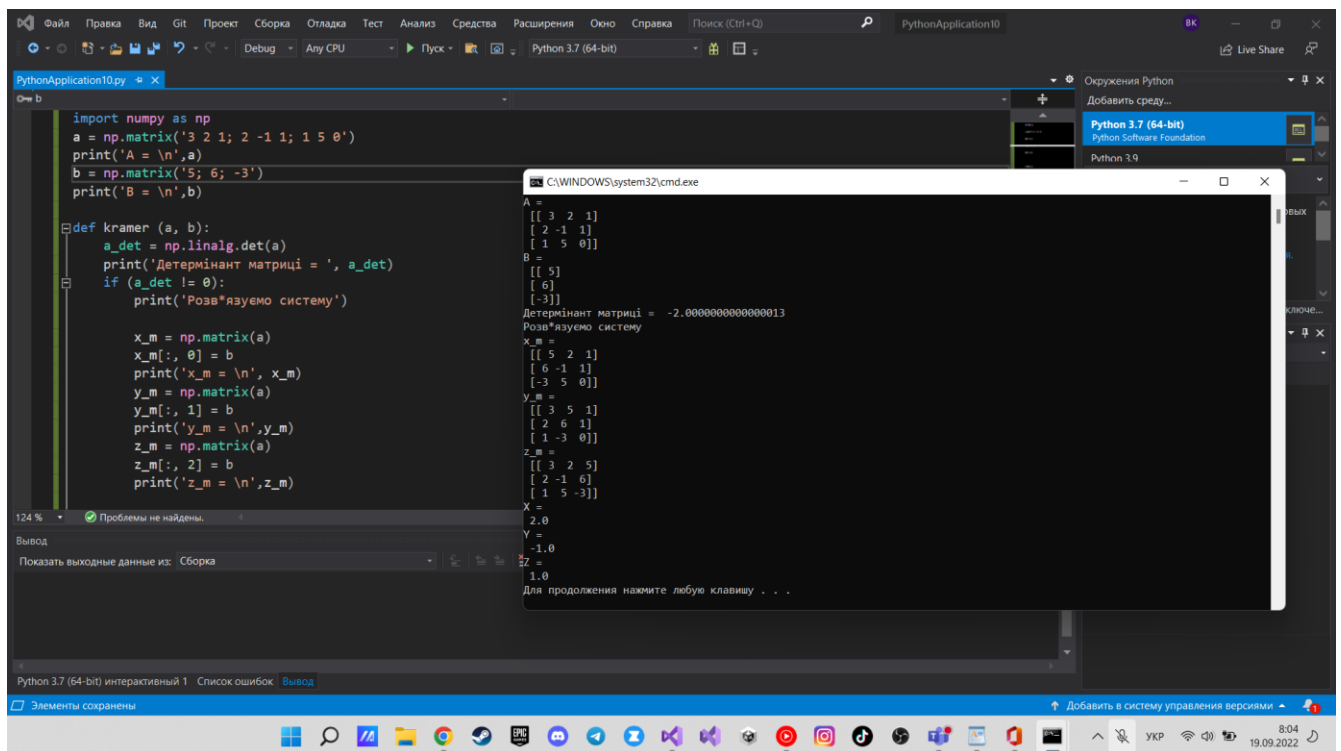 Файл Правка Вид Git Проект Сборка Отладка Тест Анализ Средства Расширения Окно Справка Поиск (Ctrl+Q) PythonApplication10 ВК
Debug Any CPU Пуск Python 3.7 (64-bit) Live Share
PythonApplication10.py
b
import numpy as np
a = np.matrix('3 2 1; 2 -1 1; 1 5 0')
print('A = \n',a)
b = np.matrix('5; 6; -3')
print('B = \n',b)
def kramer (a, b):
a_det = np.linalg.det(a)
print('Детермінант матриці = ', a_det)
if (a_det != 0):
print('Розв*язуємо систему')
x_m = np.matrix(a)
x_m[:, 0] = b
print('x_m = \n', x_m)
y_m = np.matrix(a)
y_m[:, 1] = b
print('y_m = \n',y_m)
z_m = np.matrix(a)
z_m[:, 2] = b
print('z_m = \n',z_m)
124 % Проблемы не найдены.
Вывод
Показать выходные данные из: Сборка
Python 3.7 (64-bit) интерактивный 1 Список ошибок Вывод
Элементы сохранены
Добавить в систему управления версиями
1
Окружения Python
Добавить среду...
Python 3.7 (64-bit)
Python Software Foundation
Python 3.9
овых
я.
ключе...
C:\WINDOWS\system32\cmd.exe
A =
[[ 3 2 1]
[ 2 -1 1]
[ 1 5 0]]
B =
[[ 5]
[ 6]
[-3]]
Детермінант матриці = -2.0000000000000013
Розв*язуємо систему
x_m =
[[ 5 2 1]
[ 6 -1 1]
[-3 5 0]]
y_m =
[[ 3 5 1]
[ 2 6 1]
[ 1 -3 0]]
z_m =
[[ 3 2 5]
[ 2 -1 6]
[ 1 5 -3]]
X =
2.0
Y =
-1.0
Z =
1.0
Для продолжения нажмите любую клавишу . . .
EPIC
УКР
8:04
19.09.2022